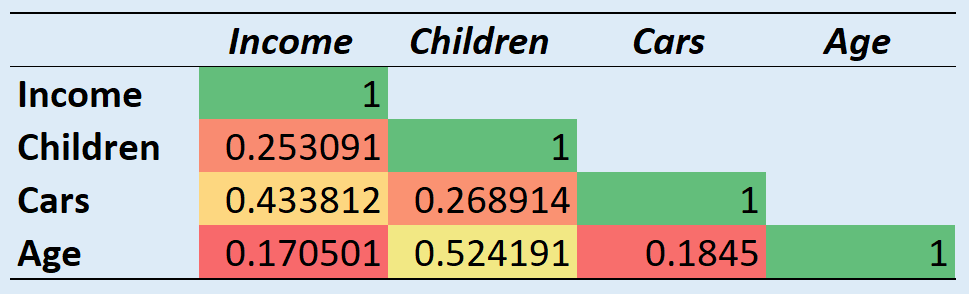 Income Children Cars Age
Income 1
Children 0.253091 1
Cars 0.433812 0.268914 1
Age 0.170501 0.524191 0.1845 1